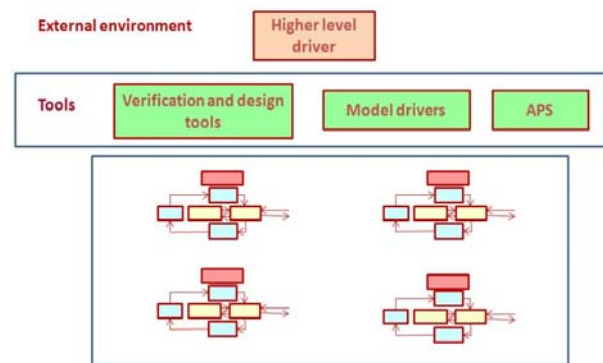 External environment
Higher level
driver
Tools
Verification and design
tools
Model drivers
APS